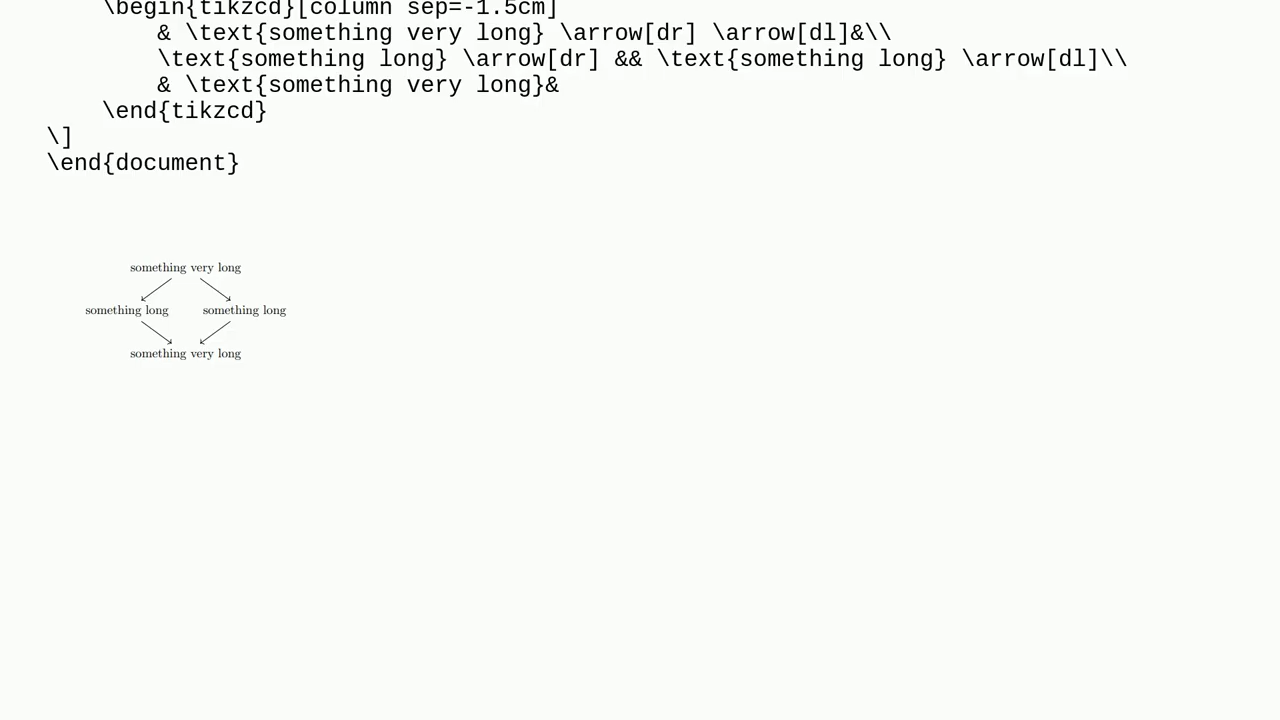 \begin{tikzcd}[column sep=-1.5cm]
& \text{something very long} \arrow[dr] \arrow[dl]&\\
\text{something long} \arrow[dr] && \text{something long} \arrow[dl]\\
& \text{something very long}&
\end{tikzcd}
\]
\end{document}
something very long
something long something long
something very long